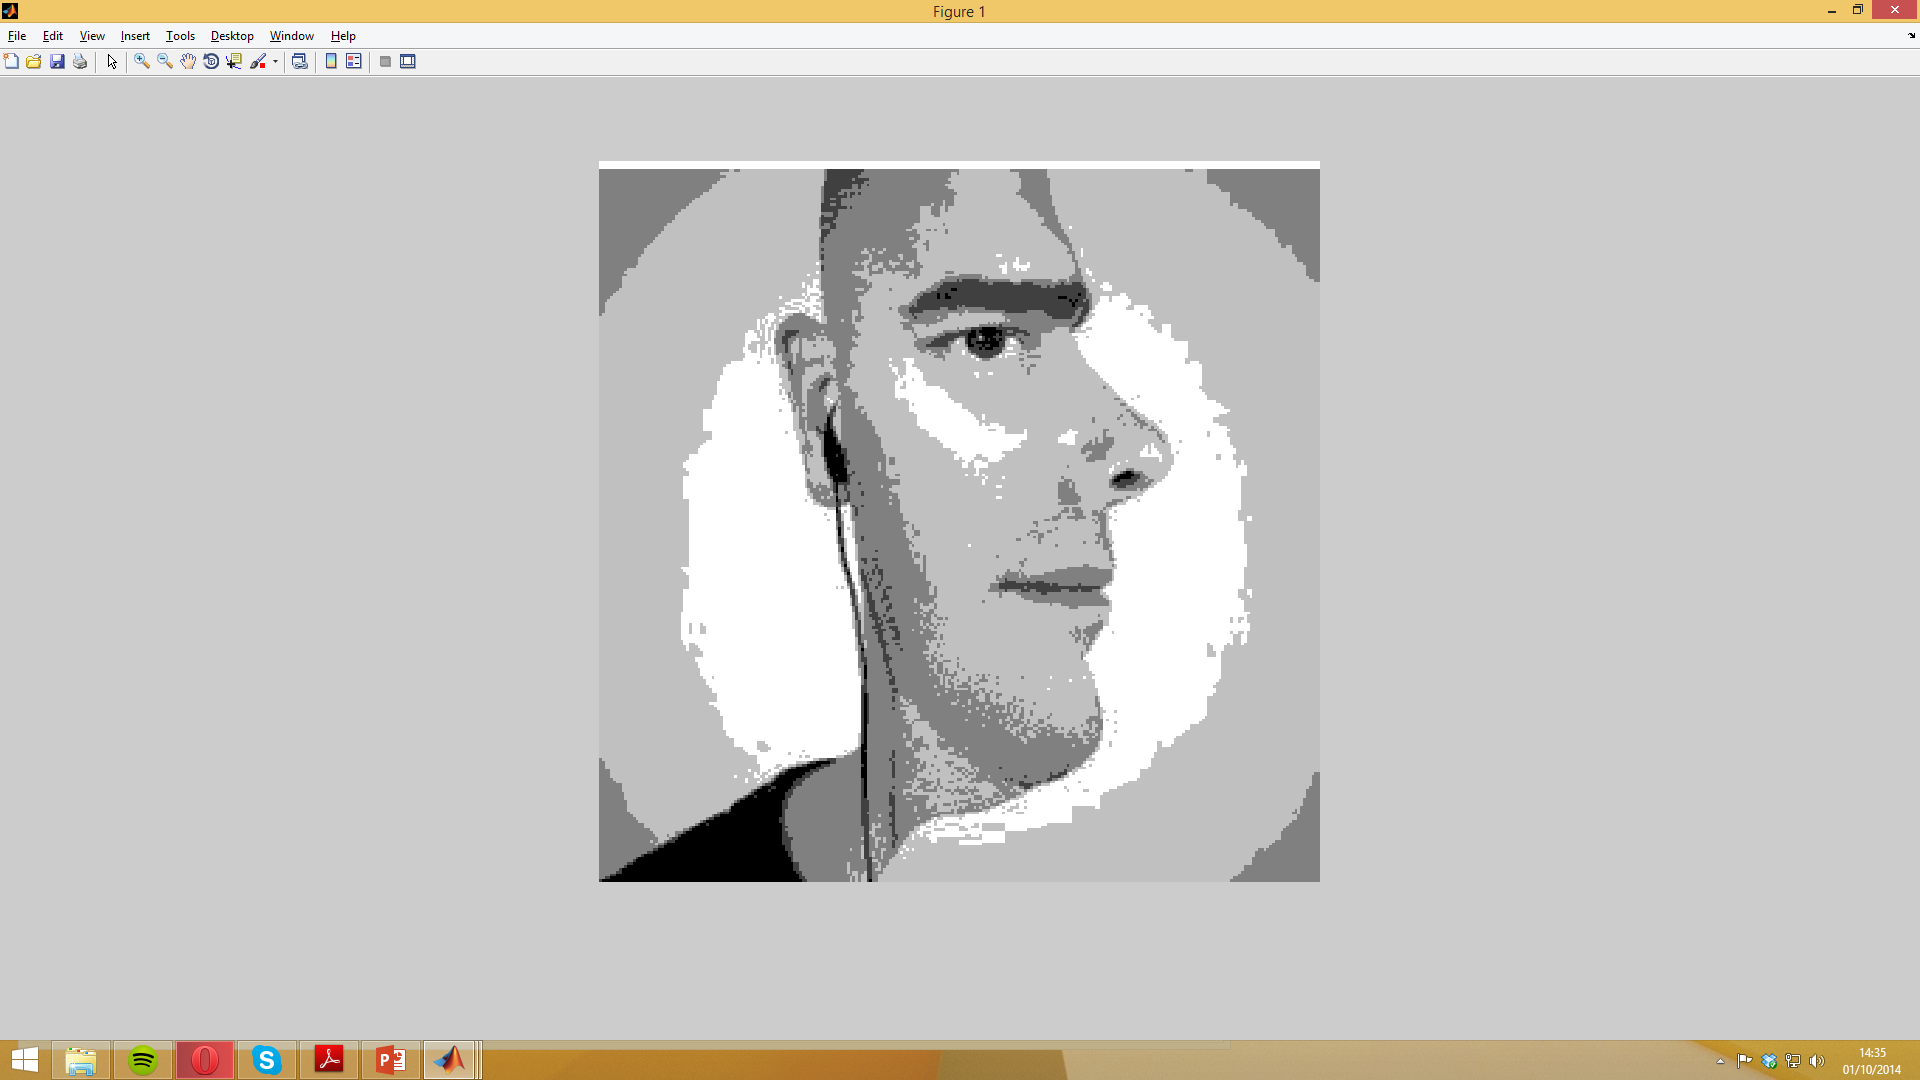 Figure 1
File Edit View Insert Tools Desktop Window Help
S
P
14:35
01/10/2014